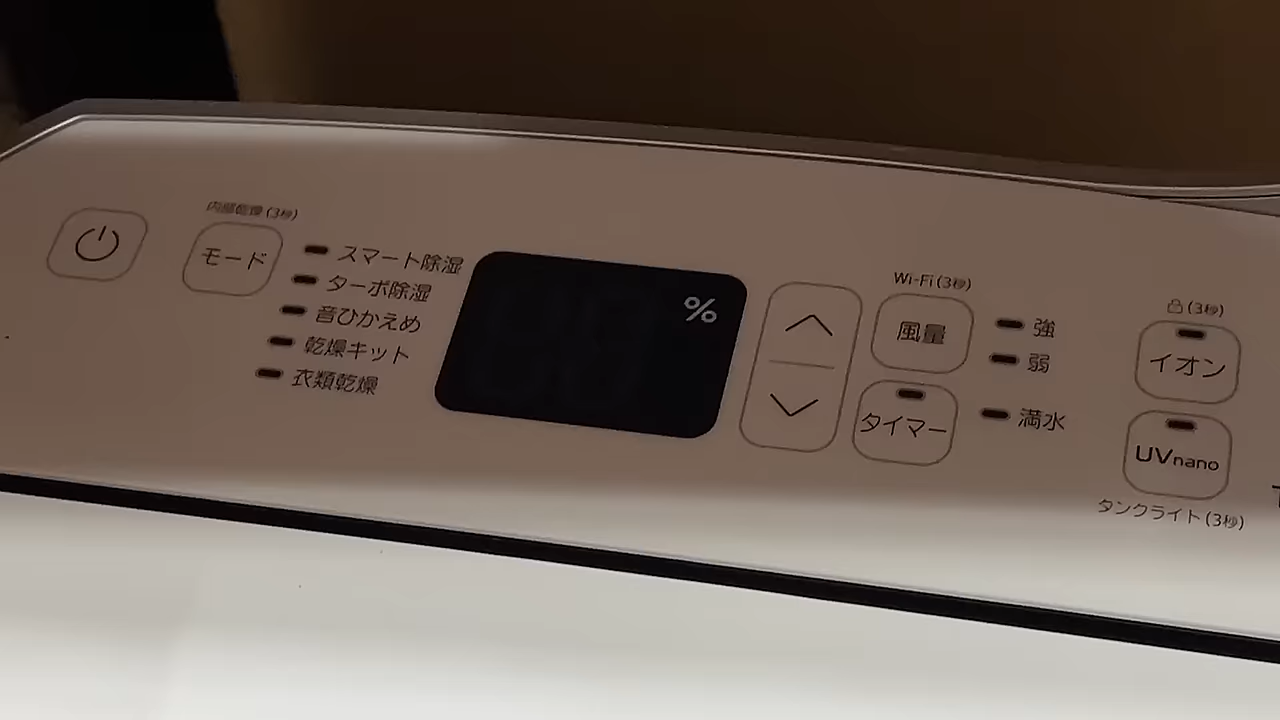 内部乾燥(3秒)
モード
スマート除湿
ターボ除湿
音ひかえめ
乾燥キット
衣類乾燥
%
Wi-Fi(3秒)
風量
強
弱
タイマー
満水
(3秒)
イオン
UVnano
タンクライト(3秒)